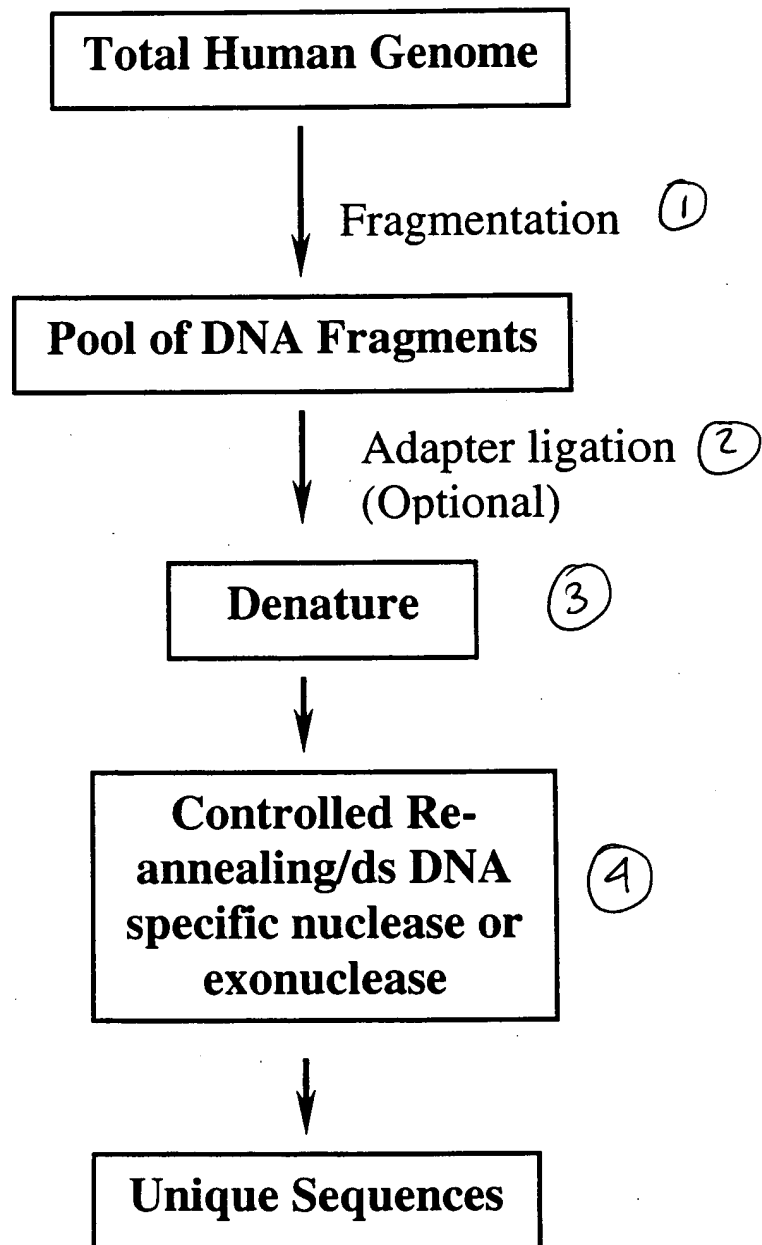 Total Human Genome
Fragmentation ①
Pool of DNA Fragments
Adapter ligation ②
(Optional)
Denature ③
Controlled Re-
annealing/ds DNA
specific nuclease or
exonuclease
④
Unique Sequences